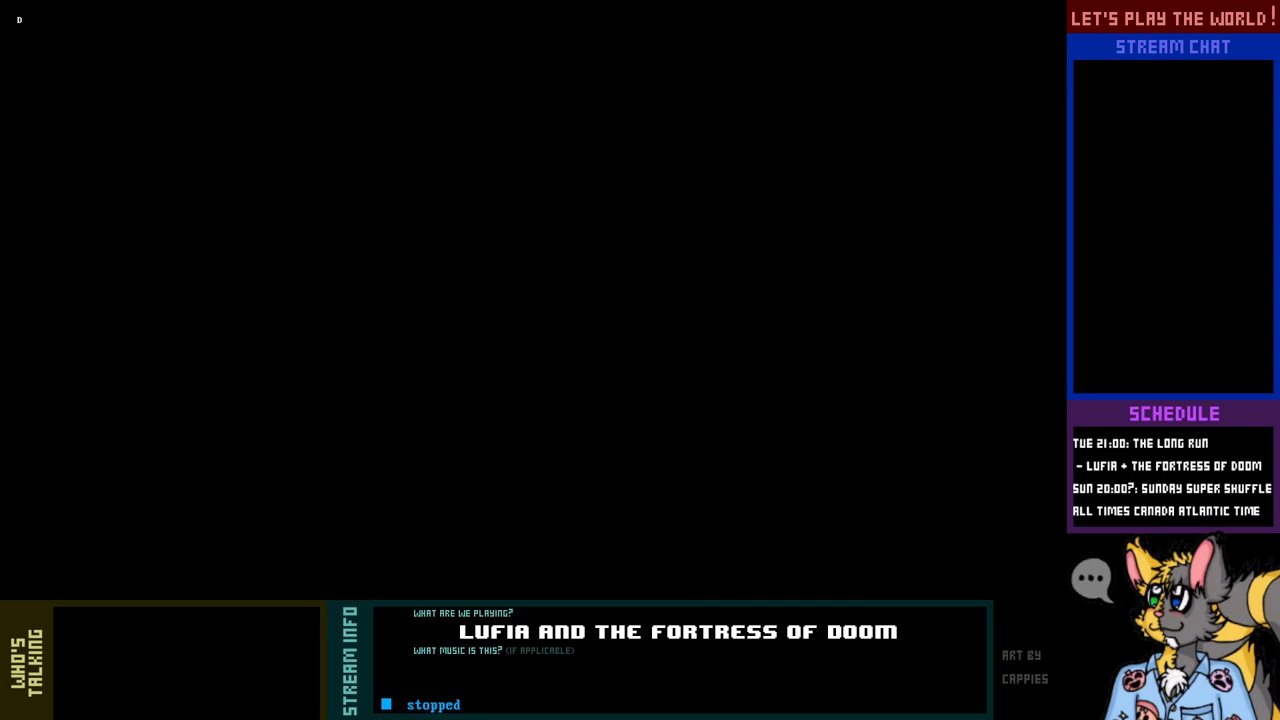 D
LET'S PLAY THE WORLD!
STREAM CHAT
SCHEDULE
TUE 21:00: THE LONG RUN
- LUFIA + THE FORTRESS OF DOOM
SUN 20:00?: SUNDAY SUPER SHUFFLE
ALL TIMES CANADA ATLANTIC TIME
...
WHO'S
TALKING
STREAM INFO
WHAT ARE WE PLAYING?
LUFIA AND THE FORTRESS OF DOOM
WHAT MUSIC IS THIS? (IF APPLICABLE)
stopped
ART BY
CAPPIES